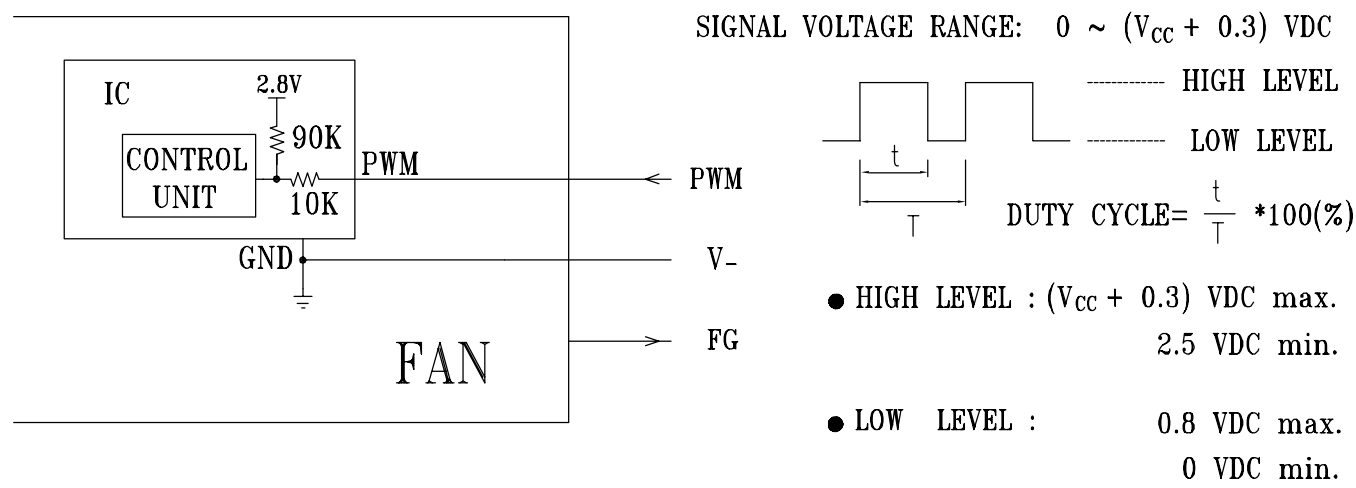 SIGNAL VOLTAGE RANGE: 0 ~ (VCC + 0.3) VDC
IC
2.8V
90K
CONTROL
UNIT
10K
PWM
GND
PWM
V-
FG
FAN
HIGH LEVEL
LOW LEVEL
t
T
DUTY CYCLE= t/T *100(%)
● HIGH LEVEL : (VCC + 0.3) VDC max.
2.5 VDC min.
● LOW LEVEL : 0.8 VDC max.
0 VDC min.